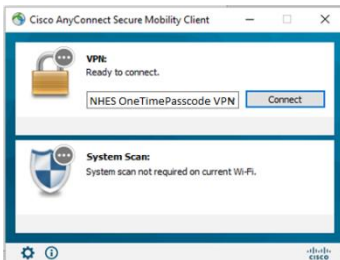 Cisco AnyConnect Secure Mobility Client
VPN:
Ready to connect.
NHES OneTimePasscode VPN
Connect
System Scan:
System scan not required on current Wi-Fi.
cisco